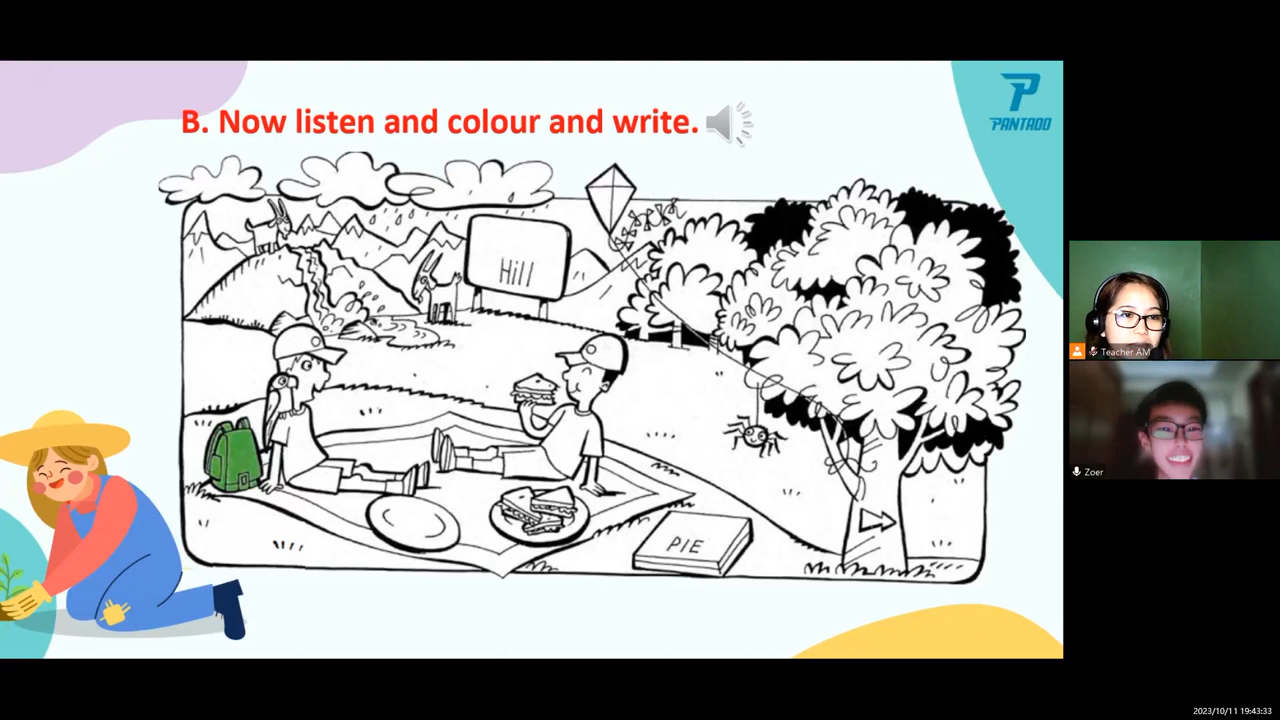 B. Now listen and colour and write.
PANTADO
Hill
PIE
Teacher AM
Zoer
2023/10/11 19:43:33